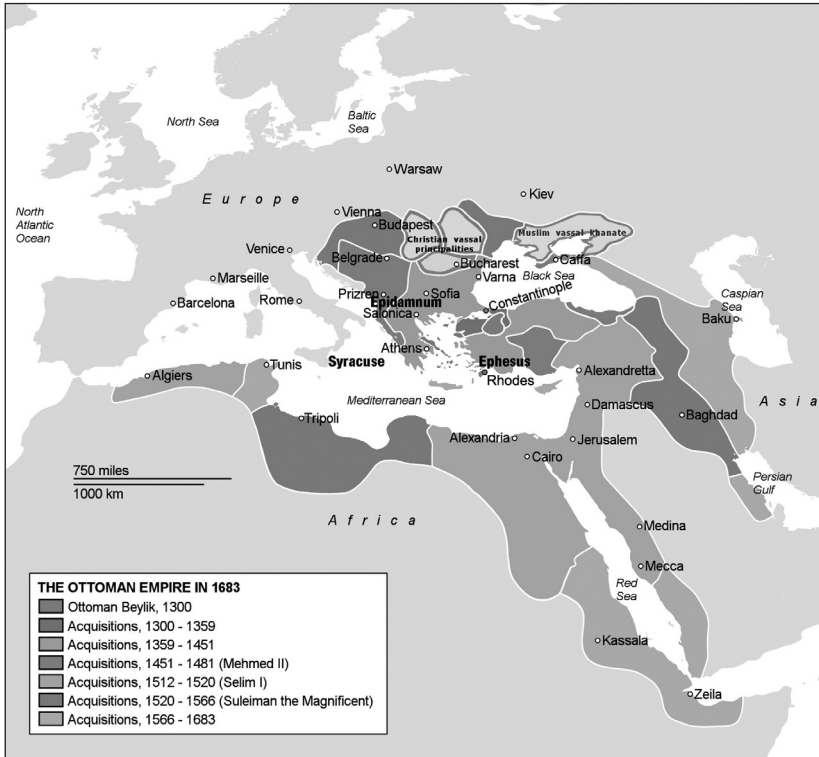 North Sea
Baltic
Sea
Warsaw
Kiev
Europe
North
Atlantic
Ocean
Vienna
Budapest
Christian vassal
principalities
Muslim vassal khanate
Venice
Belgrade
Bucharest
Caffa
Black Sea
Varna
Marseille
Prizren
Sofia
Constantinople
Caspian
Sea
Barcelona
Rome
Epidamnum
Salonica
Baku
Athens
Syracuse
Ephesus
Rhodes
Alexandretta
Algiers
Tunis
Mediterranean Sea
Damascus
Asia
Tripoli
Baghdad
Alexandria
Jerusalem
Cairo
750 miles
1000 km
Persian
Gulf
Africa
Medina
Mecca
Red
Sea
Kassala
Zeila
THE OTTOMAN EMPIRE IN 1683
Ottoman Beylik, 1300
Acquisitions, 1300 - 1359
Acquisitions, 1359 - 1451
Acquisitions, 1451 - 1481 (Mehmed II)
Acquisitions, 1512 - 1520 (Selim I)
Acquisitions, 1520 - 1566 (Suleiman the Magnificent)
Acquisitions, 1566 - 1683